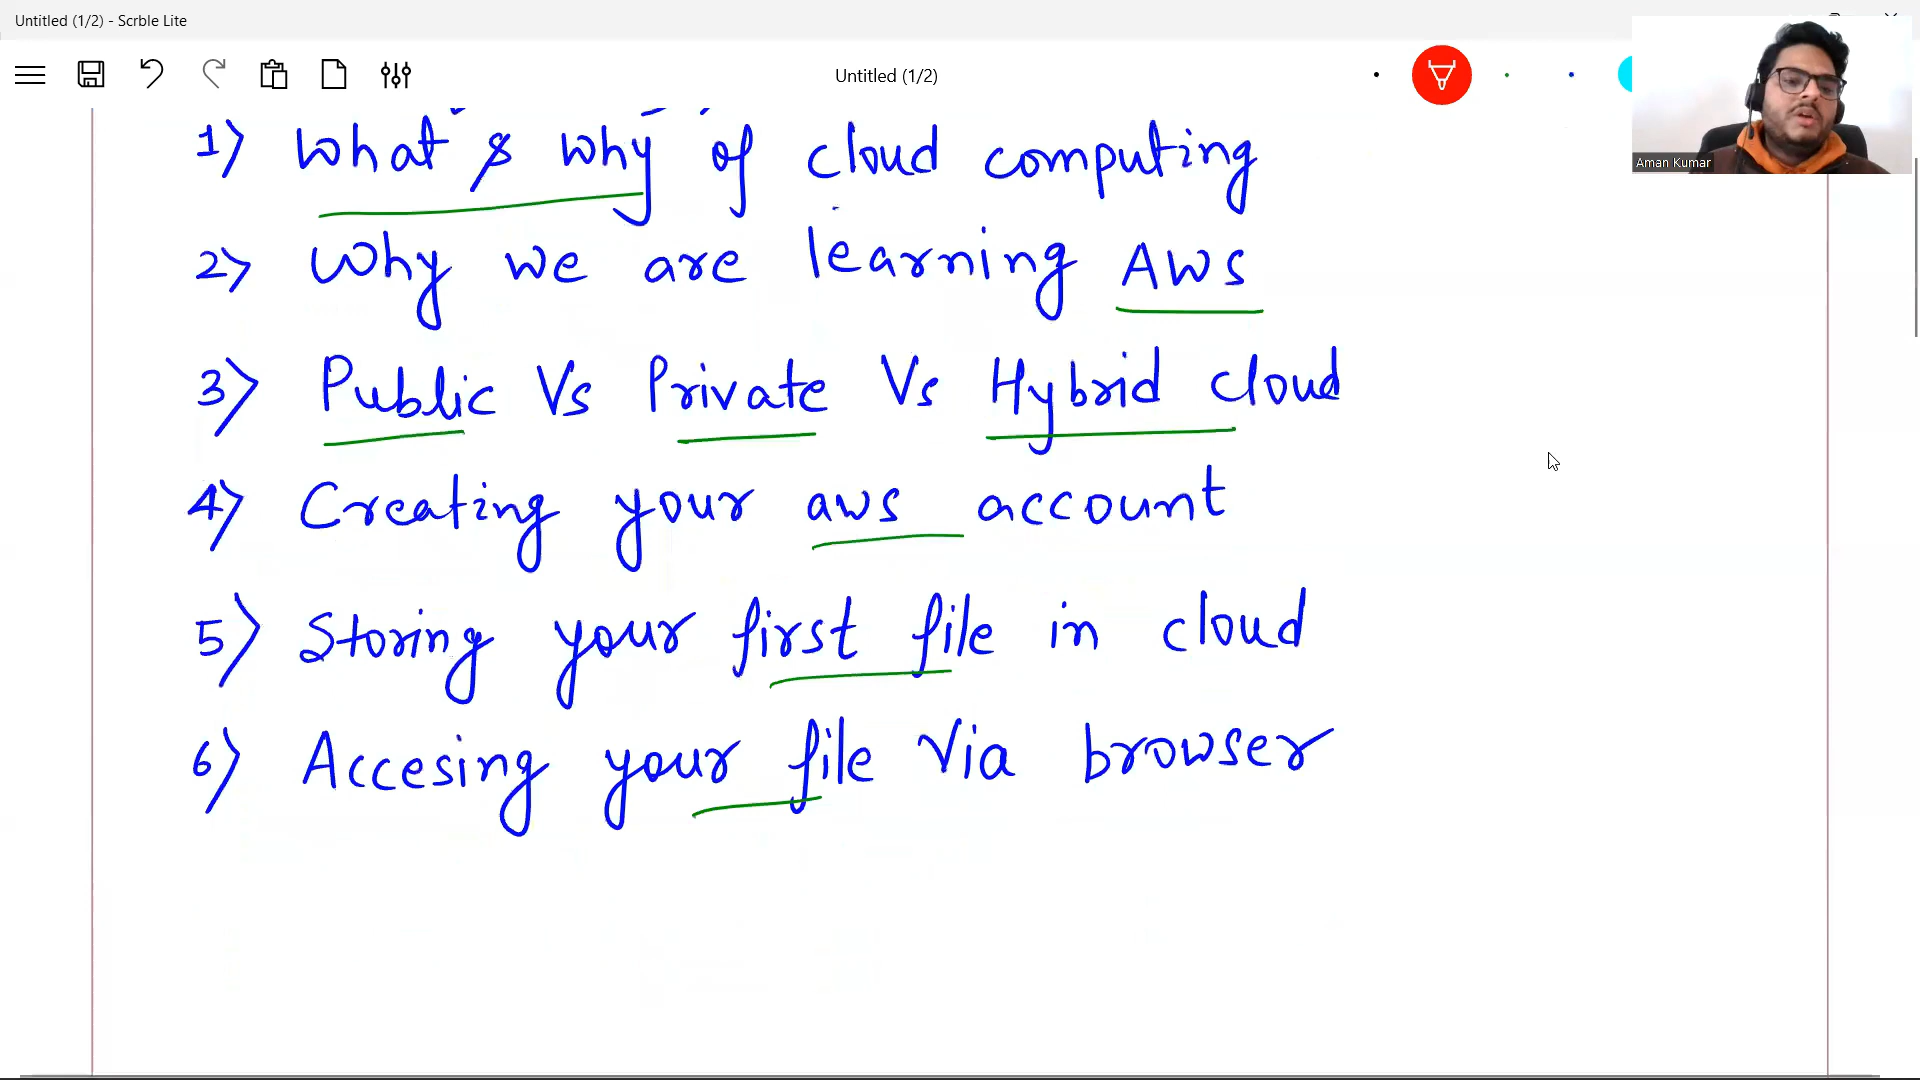 Untitled (1/2) - Scrble Lite
Untitled (1/2)
Aman Kumar
1) What & why of cloud computing
2) Why we are learning AWS
3) Public Vs Private Vs Hybrid cloud
4) Creating your aws account
5) Storing your first file in cloud
6) Accesing your file via browser